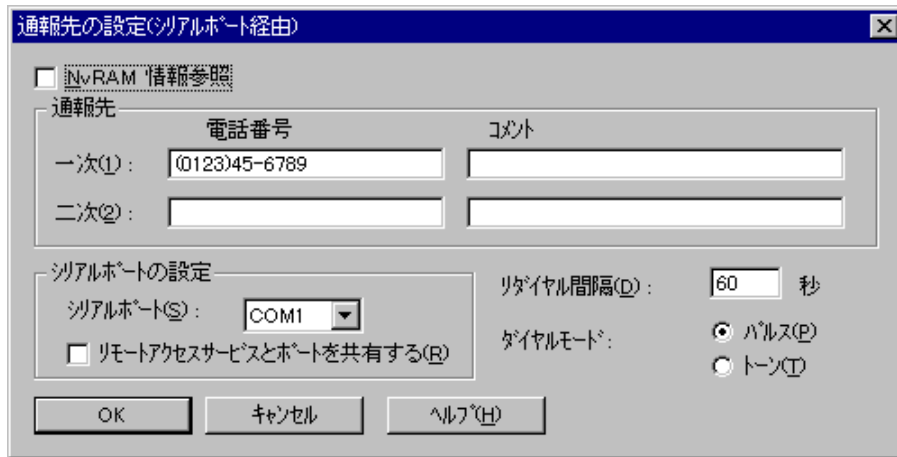 通報先の設定(シリアルポート経由)
NvRAM 情報参照
通報先
電話番号 コメント
一次(1) : (0123)45-6789
二次(2) :
シリアルポートの設定
シリアルポート(S) : COM1
リモートアクセスサービスとポートを共有する(R)
リダイヤル間隔(D) : 60 秒
ダイヤルモード : パルス(P)
トーン(T)
OK キャンセル ヘルプ(H)